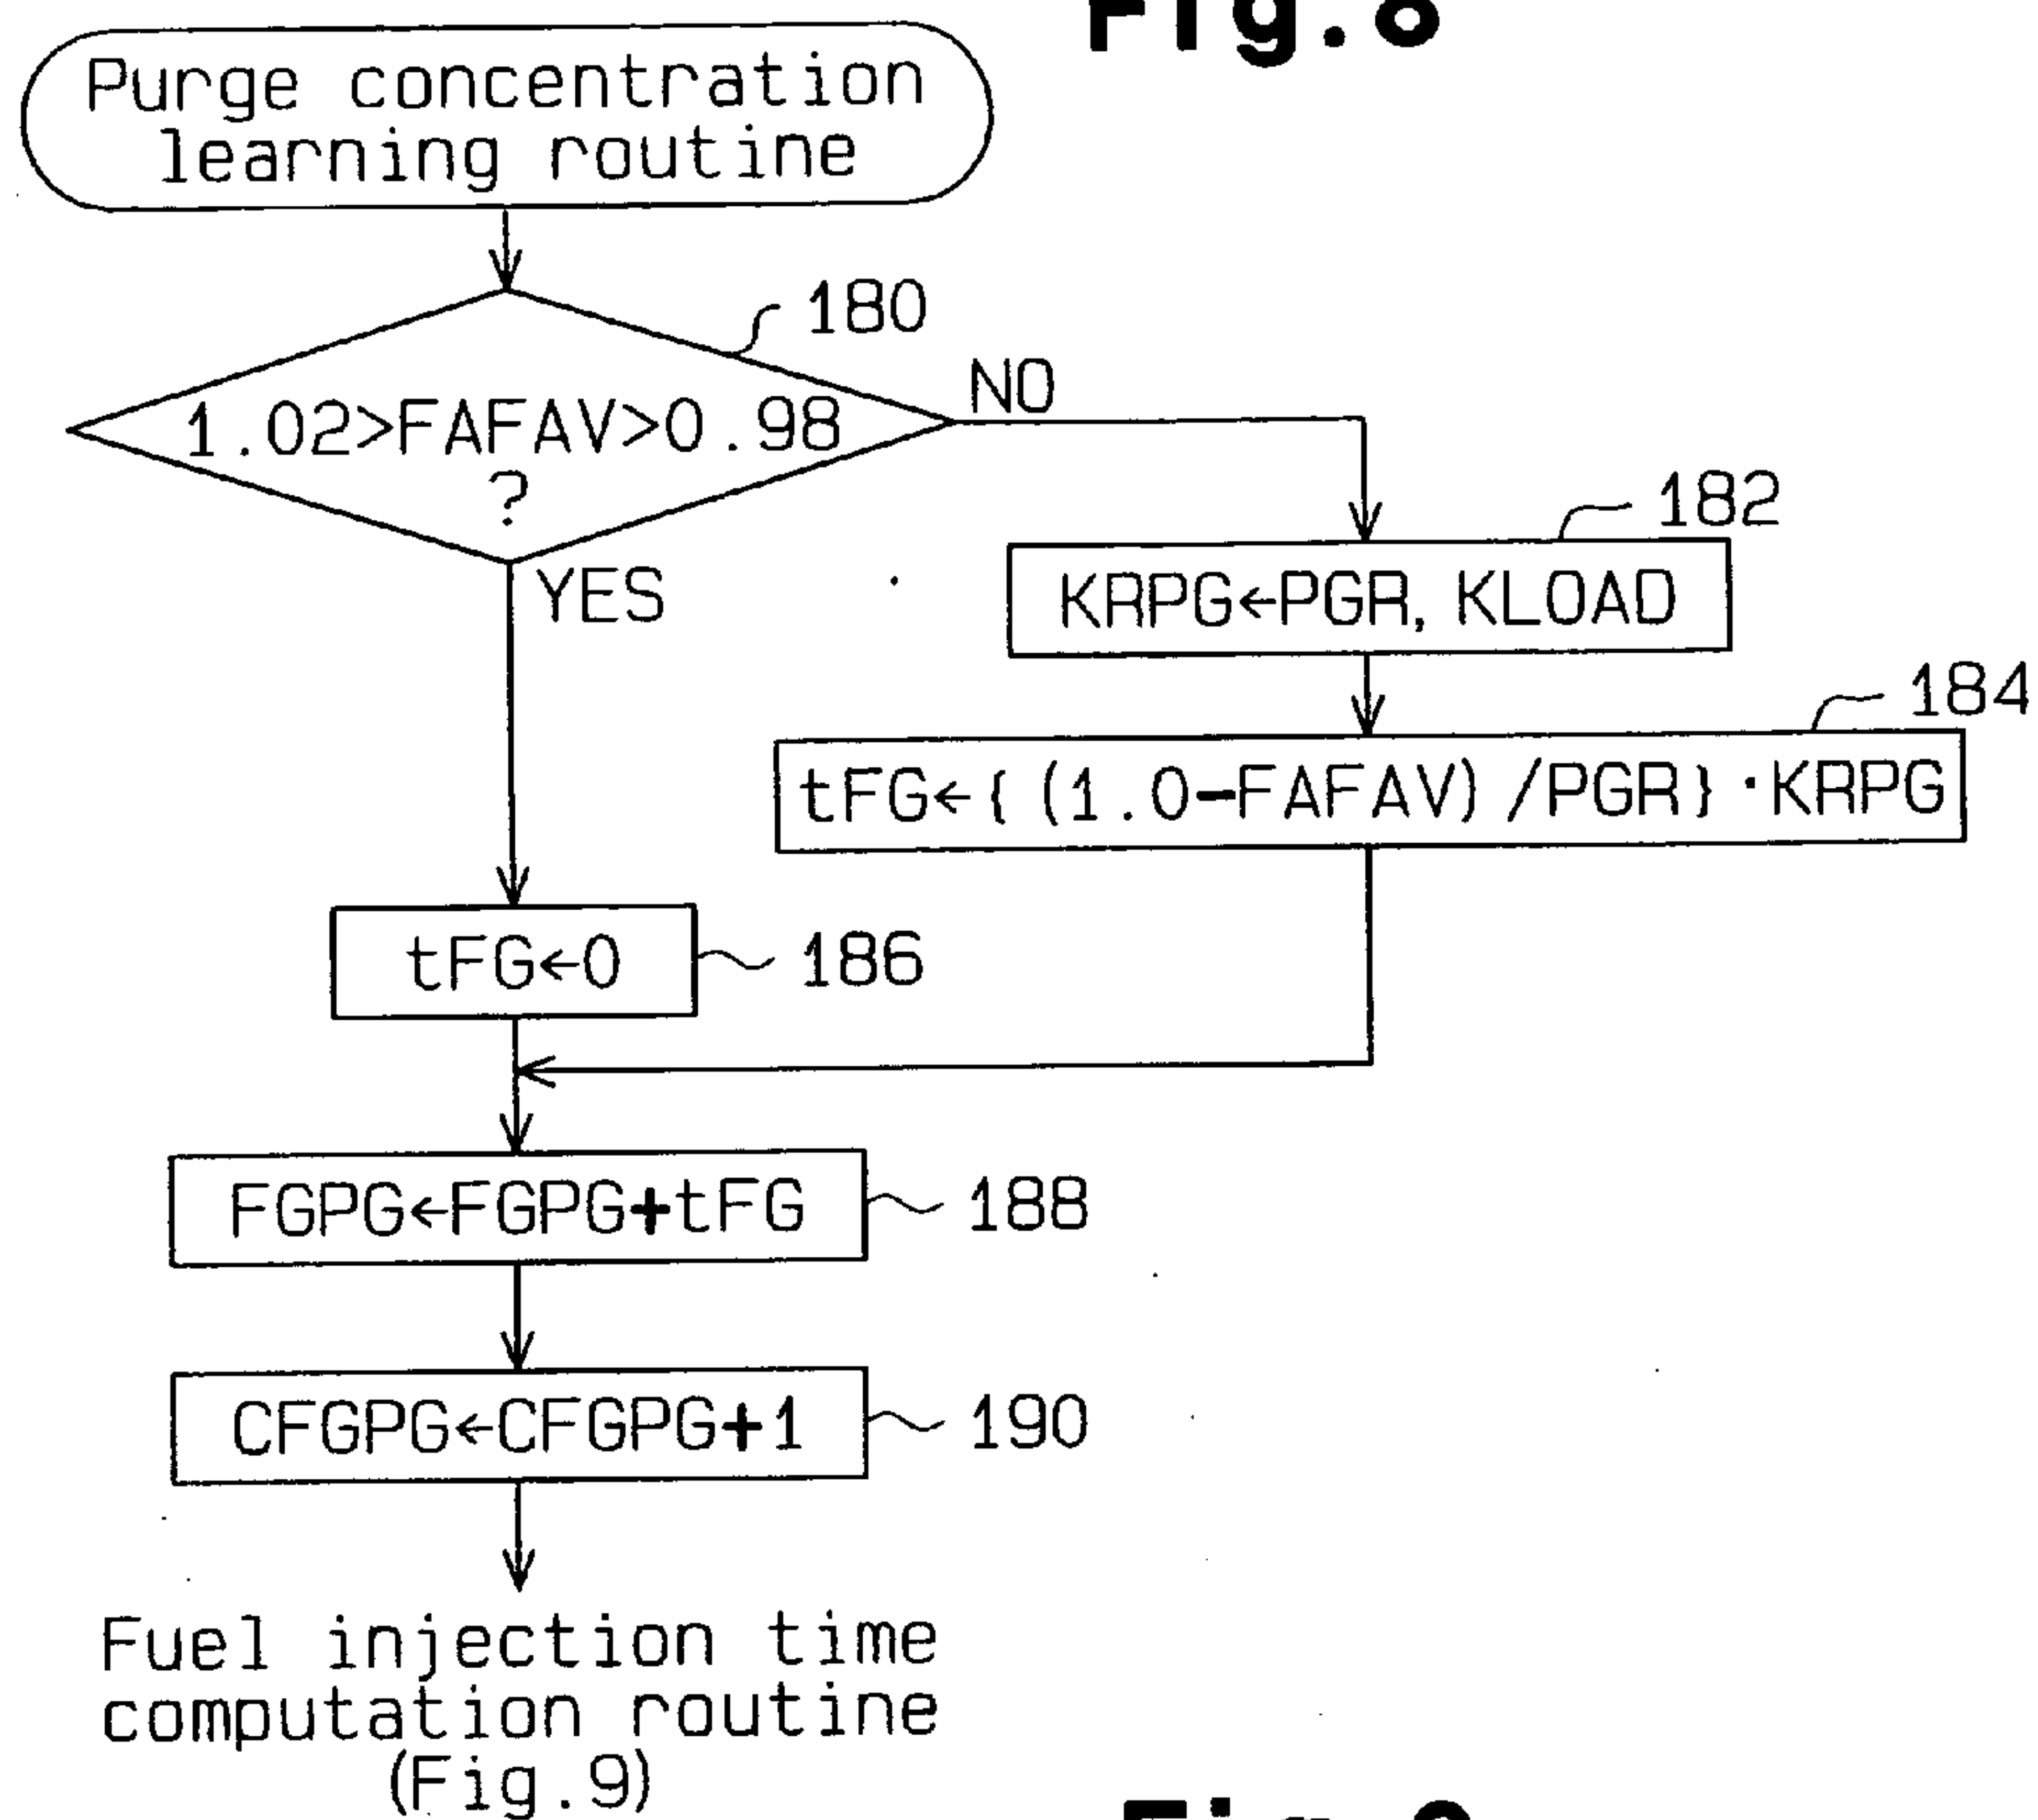 Fig.8
Purge concentration
learning routine
180
1.02>FAFAV>0.98
?
NO
YES
182
KRPG←PGR, KLOAD
184
tFG←{(1.0-FAFAV)/PGR}·KRPG
tFG←0
186
FGPG←FGPG+tFG
188
CFGPG←CFGPG+1
190
Fuel injection time
computation routine
(Fig.9)